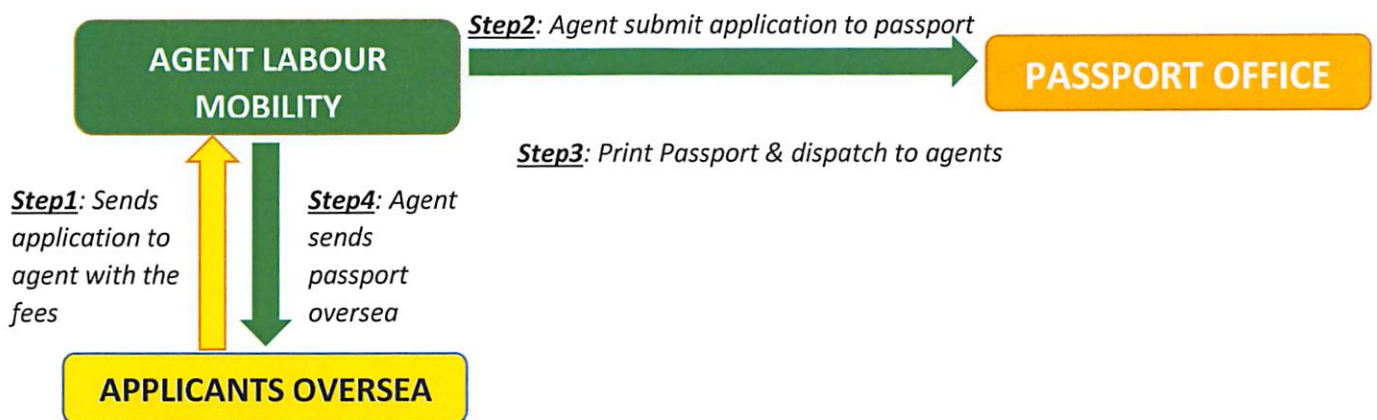 Step2: Agent submit application to passport
AGENT LABOUR
MOBILITY
PASSPORT OFFICE
Step3: Print Passport & dispatch to agents
Step1: Sends
application to
agent with the
fees
Step4: Agent
sends
passport
oversea
APPLICANTS OVERSEA